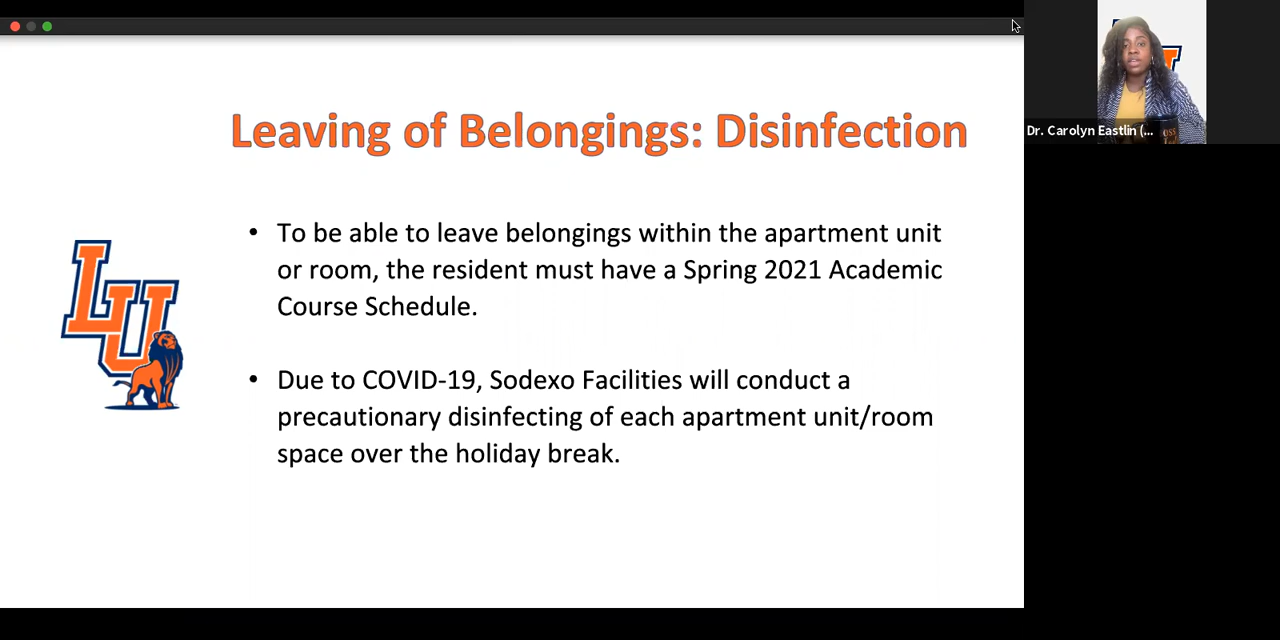 Leaving of Belongings: Disinfection
• To be able to leave belongings within the apartment unit
or room, the resident must have a Spring 2021 Academic
Course Schedule.
• Due to COVID-19, Sodexo Facilities will conduct a
precautionary disinfecting of each apartment unit/room
space over the holiday break.
LU
Dr. Carolyn Eastlin (...